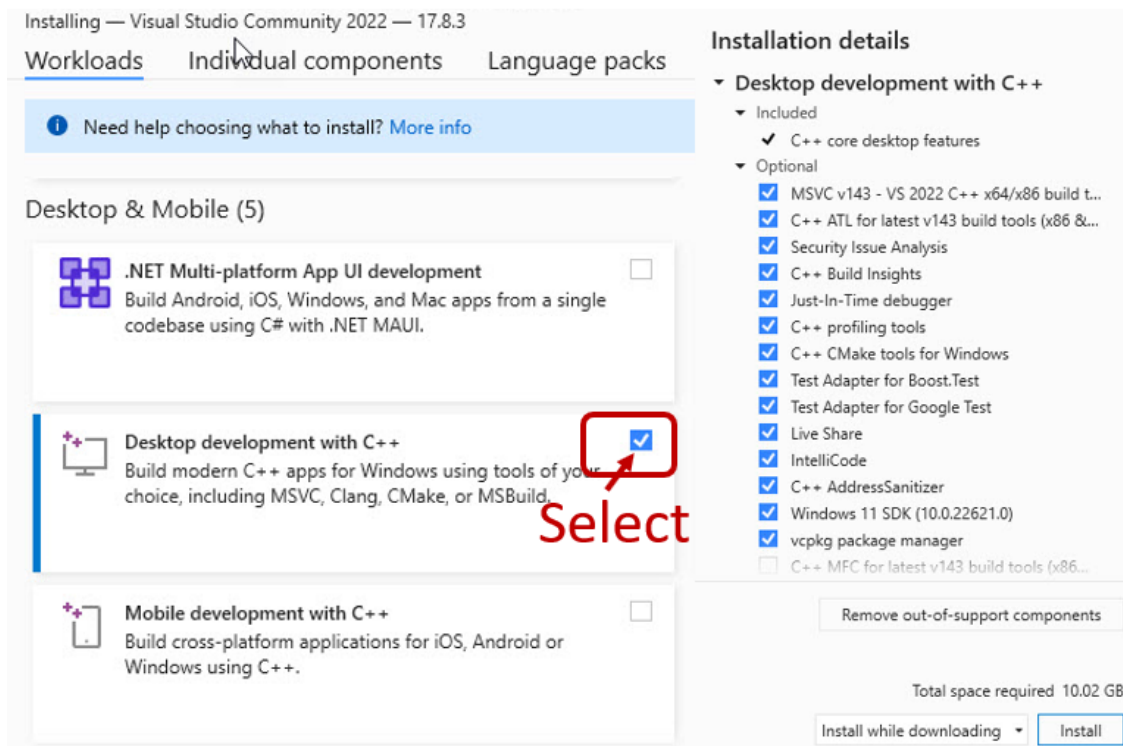 Installing — Visual Studio Community 2022 — 17.8.3
Workloads Individual components Language packs
Need help choosing what to install? More info
Desktop & Mobile (5)
.NET Multi-platform App UI development
Build Android, iOS, Windows, and Mac apps from a single
codebase using C# with .NET MAUI.
Desktop development with C++
Build modern C++ apps for Windows using tools of your
choice, including MSVC, Clang, CMake, or MSBuild.
Select
Mobile development with C++
Build cross-platform applications for iOS, Android or
Windows using C++.
Installation details
Desktop development with C++
Included
C++ core desktop features
Optional
MSVC v143 - VS 2022 C++ x64/x86 build t...
C++ ATL for latest v143 build tools (x86 &...
Security Issue Analysis
C++ Build Insights
Just-In-Time debugger
C++ profiling tools
C++ CMake tools for Windows
Test Adapter for Boost.Test
Test Adapter for Google Test
Live Share
IntelliCode
C++ AddressSanitizer
Windows 11 SDK (10.0.22621.0)
vcpkg package manager
C++ MFC for latest v143 build tools (x86...
Remove out-of-support components
Total space required 10.02 GB
Install while downloading Install